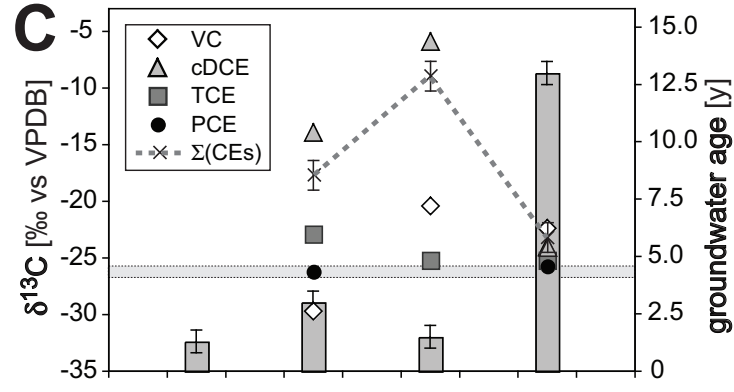 C
δ¹³C [‰ vs VPDB]
-5
-10
-15
-20
-25
-30
-35
VC
cDCE
TCE
PCE
Σ(CEs)
15.0
12.5
10.0
7.5
5.0
2.5
0
groundwater age [y]